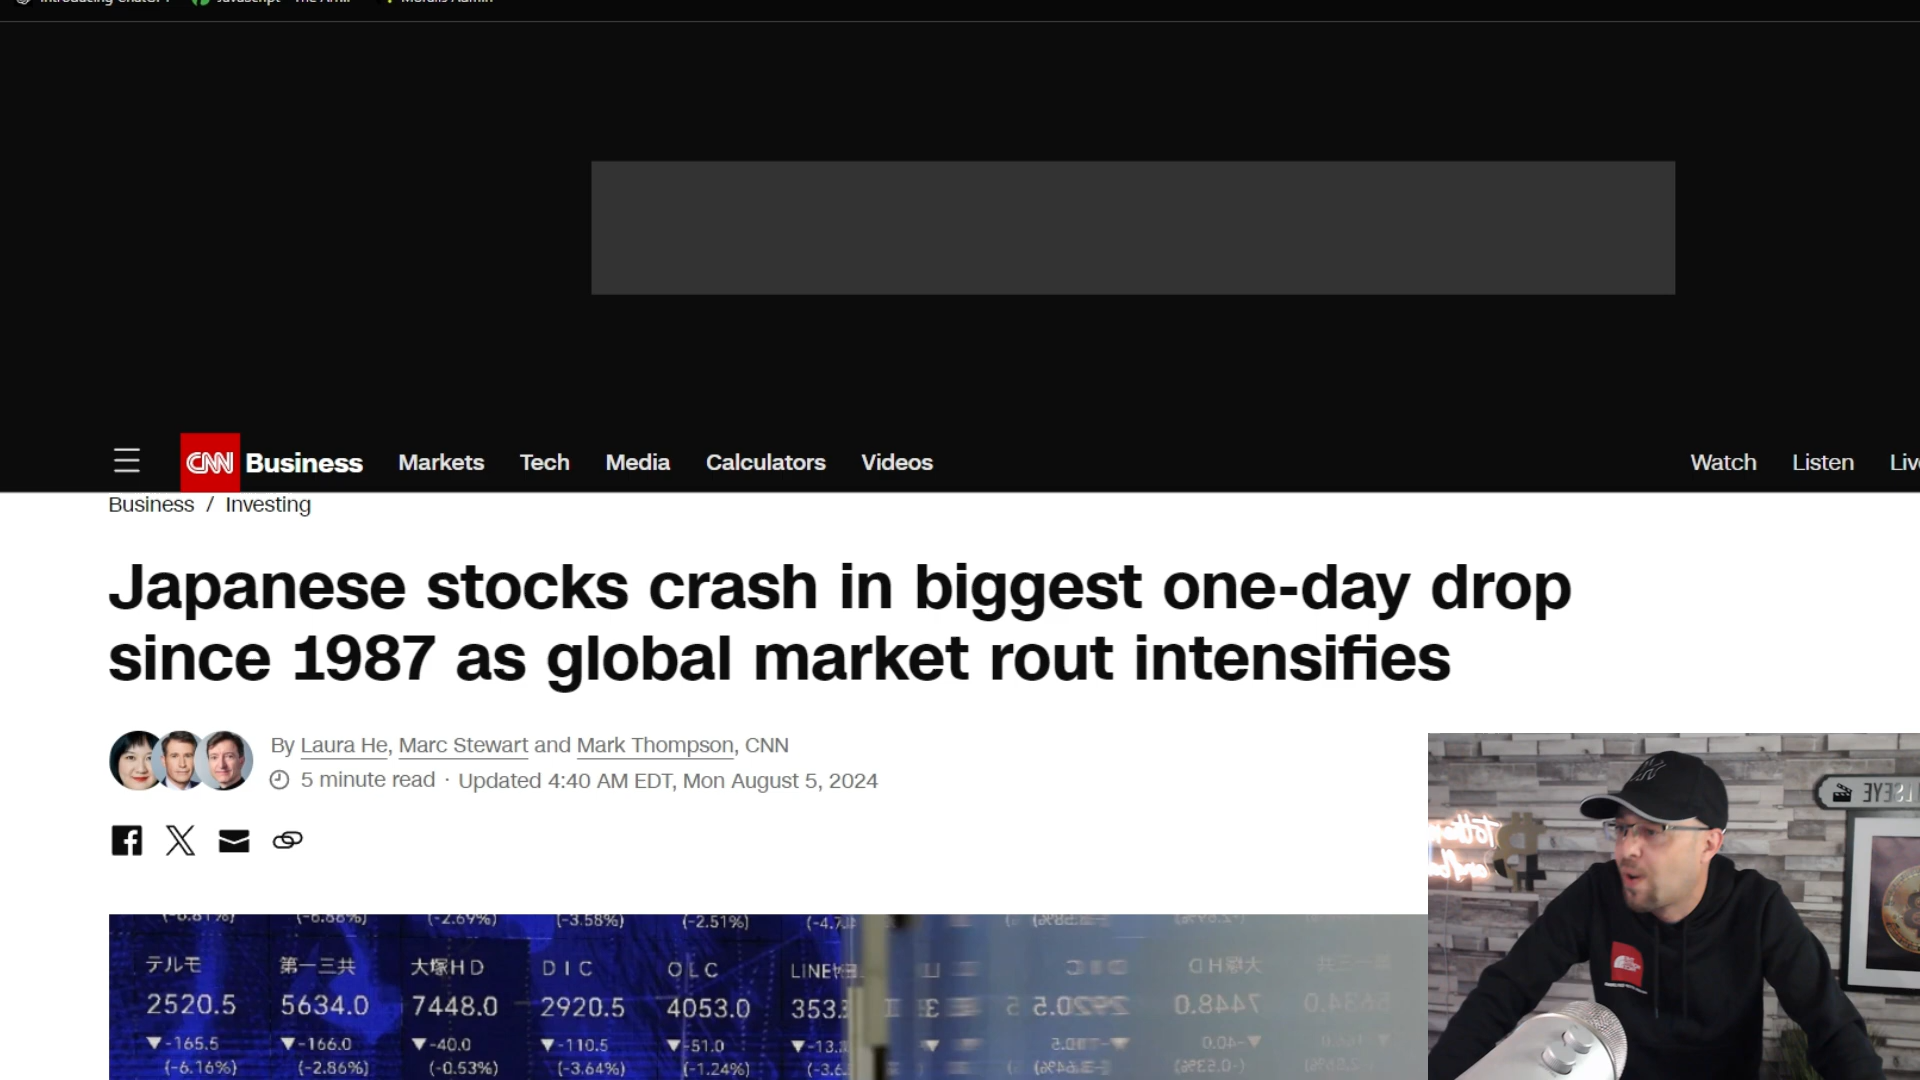 CNN Business Markets Tech Media Calculators Videos Watch Listen
Business / Investing
Japanese stocks crash in biggest one-day drop
since 1987 as global market rout intensifies
By Laura He, Marc Stewart and Mark Thompson, CNN
5 minute read · Updated 4:40 AM EDT, Mon August 5, 2024
(-2.69%) (-3.58%) (-2.51%)
テルモ 第一三共 大塚HD DIC OLC
2520.5 5634.0 7448.0 2920.5 4053.0
▼-165.5 ▼-166.0 ▼-40.0 ▼-110.5 ▼-51.0
(-6.16%) (-2.86%) (-0.53%) (-3.64%) (-1.24%)